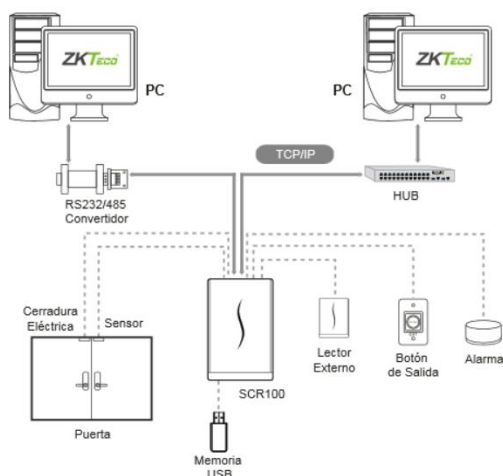 ZKTeco
ZKTeco
PC
PC
TCP/IP
RS232/485
Convertidor
HUB
Cerradura
Eléctrica
Sensor
Lector
Externo
Botón
de Salida
Alarma
SCR100
Puerta
Memoria
USB